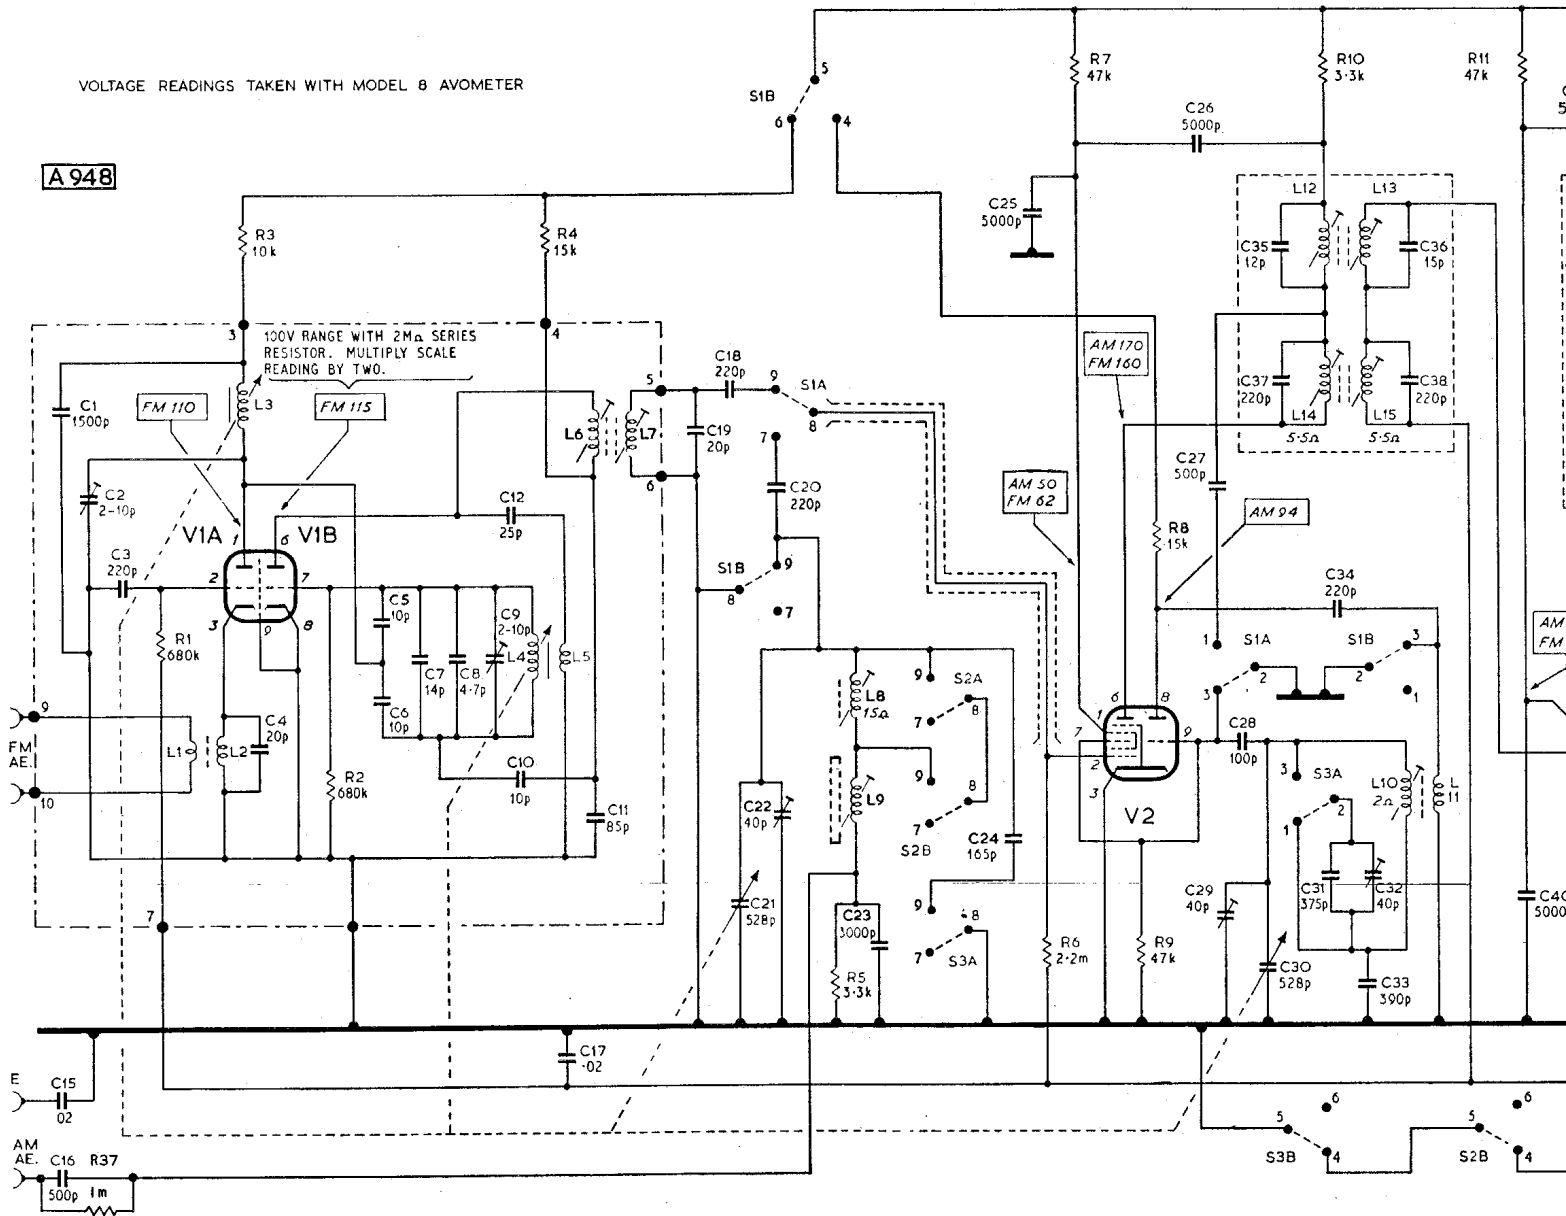 VOLTAGE READINGS TAKEN WITH MODEL 8 AVOMETER
A 948
S1B
5
6
4
R7
47k
R10
3·3k
R11
47k
C26
5000p
C25
5000p
R3
10k
R4
15k
3
4
100V RANGE WITH 2MΩ SERIES
RESISTOR. MULTIPLY SCALE
READING BY TWO.
L12
L13
C35
12p
C36
15p
C37
220p
C38
220p
L14
5·5Ω
L15
5·5Ω
AM 170
FM 160
C1
1500p
FM 110
L3
FM 115
L6
L7
5
6
C18
220p
C19
20p
9
S1A
8
7
C20
220p
C27
500p
AM 50
FM 62
R8
15k
AM 94
C2
2-10p
V1A
V1B
1
6
C12
25p
C3
220p
2
7
3
9
8
S1B
9
8
7
C34
220p
R1
680k
C5
10p
C7
14p
C8
4·7p
C9
2-10p
L4
L5
C6
10p
1
S1A
2
3
S1B
3
2
1
AM
FM
9
FM
AE.
10
L1
L2
C4
20p
R2
680k
C10
10p
C11
85p
L8
15Ω
L9
9
S2A
8
7
9
8
7
S2B
C22
40p
C21
528p
C24
165p
9
8
7
S3A
C23
3000p
R5
3·3k
6
8
1
7
2
9
3
V2
C28
100p
3
S3A
2
1
L10
2Ω
L
11
C29
40p
C31
375p
C32
40p
C30
528p
C33
390p
R6
2·2m
R9
47k
C40
5000
7
C17
·02
E
C15
02
AM
AE.
C16
500p
R37
1m
5
6
S3B
4
5
6
S2B
4